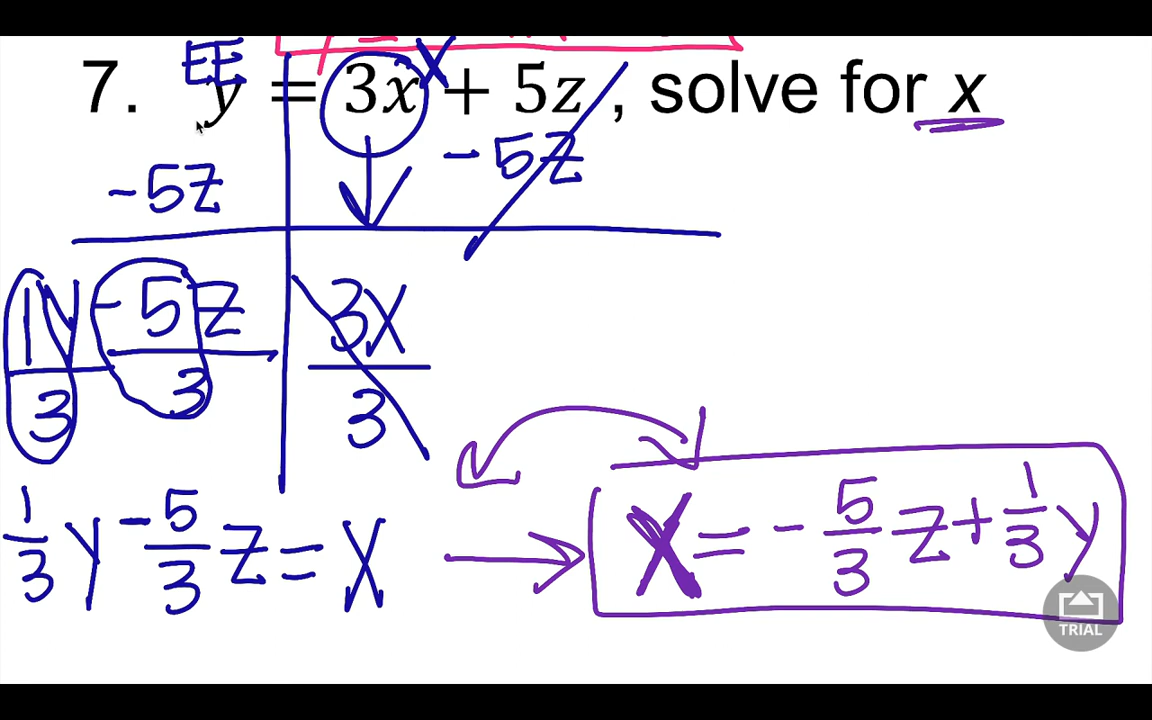 EE X
7. y = 3x + 5z , solve for x
-5z - 5z
1y - 5z 3x
3 3 3
1/3 y - 5/3 z = x
x = - 5/3 z + 1/3 y
TRIAL